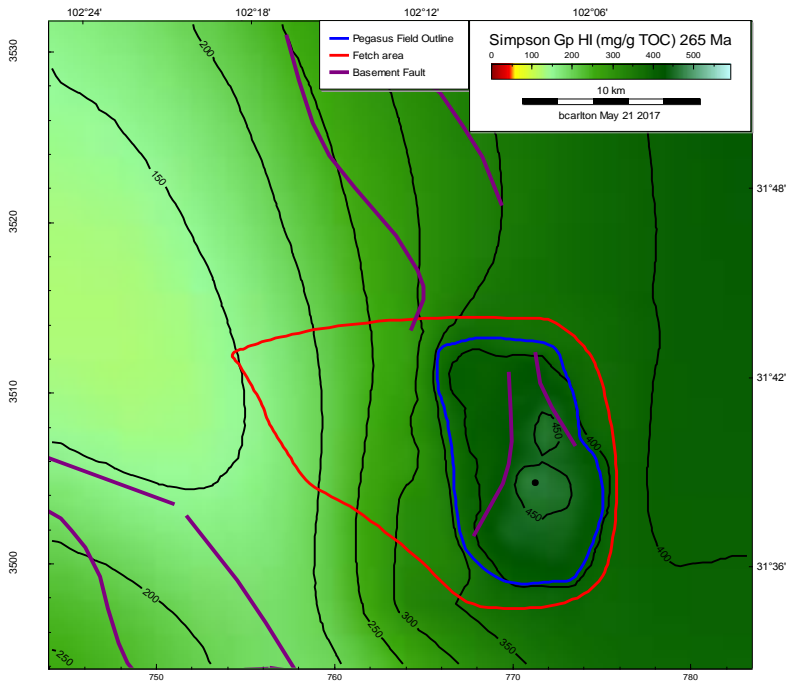 102°24' 102°18' 102°12' 102°06'
Pegasus Field Outline
Fetch area
Basement Fault
Simpson Gp HI (mg/g TOC) 265 Ma
0 100 200 300 400 500
10 km
bcarlton May 21 2017
3530
200
150
31°48'
3520
31°42'
3510
450
400
450
3500
400
31°36'
200
300
250
350
-250
750 760 770 780